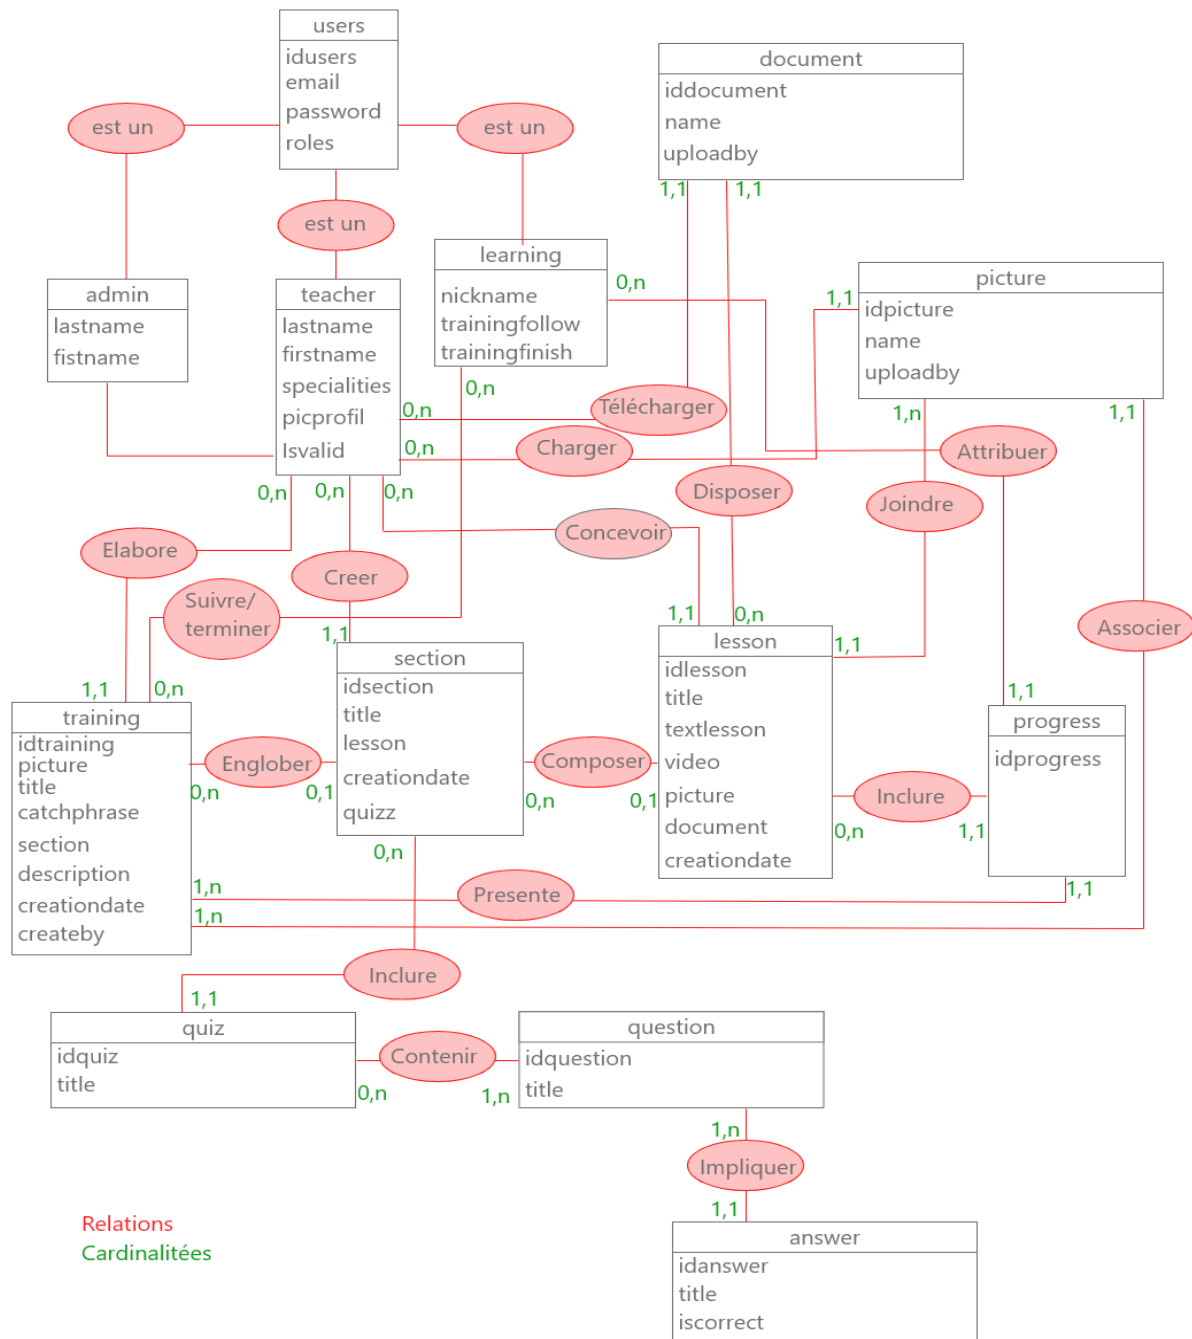 users
idusers
email
password
roles
document
iddocument
name
uploadby
est un
est un
est un
1,1
1,1
learning
nickname
trainingfollow
trainingfinish
0,n
0,n
admin
lastname
fistname
teacher
lastname
firstname
specialities
picprofil
Isvalid
picture
idpicture
name
uploadby
1,1
1,n
1,1
0,n
Télécharger
0,n
Charger
Attribuer
Disposer
Joindre
0,n
0,n
0,n
Concevoir
Elabore
Creer
Suivre/
terminer
Associer
1,1
0,n
1,1
1,1
0,n
1,1
1,1
section
idsection
title
lesson
creationdate
quizz
lesson
idlesson
title
textlesson
video
picture
document
creationdate
training
idtraining
picture
title
catchphrase
section
description
creationdate
createby
progress
idprogress
Englober
0,n
0,1
Composer
0,n
0,1
Inclure
0,n
1,1
0,n
1,n
Presente
1,1
1,n
Inclure
1,1
quiz
idquiz
title
Contenir
0,n
1,n
question
idquestion
title
1,n
Impliquer
1,1
answer
idanswer
title
iscorrect
Relations
Cardinalitées